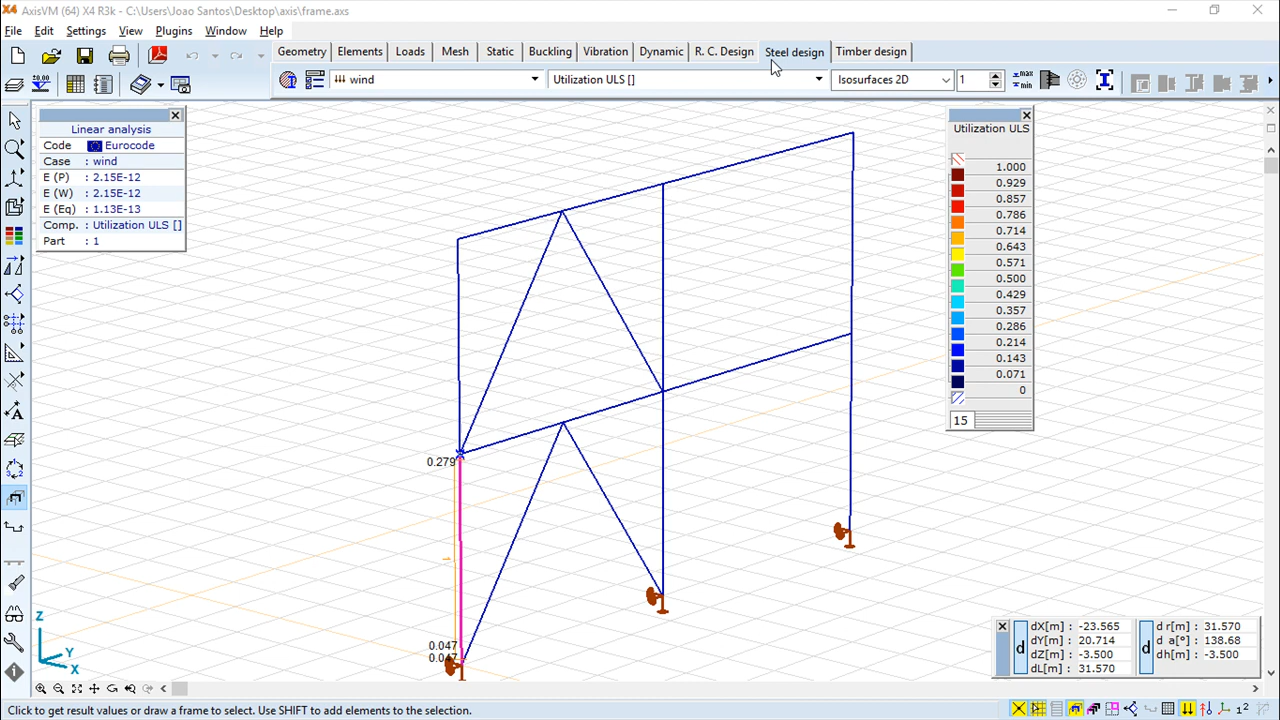 AxisVM (64) X4 R3k - C:\Users\Joao Santos\Desktop\axis\frame.axs
File Edit Settings View Plugins Window Help
Geometry Elements Loads Mesh Static Buckling Vibration Dynamic R. C. Design Steel design Timber design
wind Utilization ULS [] Isosurfaces 2D 1
Linear analysis
Code Eurocode
Case : wind
E (P) : 2.15E-12
E (W) : 2.15E-12
E (Eq) : 1.13E-13
Comp. : Utilization ULS []
Part : 1
Utilization ULS
1.000
0.929
0.857
0.786
0.714
0.643
0.571
0.500
0.429
0.357
0.286
0.214
0.143
0.071
0
15
0.279
0.047
0.047
Z
Y
X
d
dX[m] : -23.565
dY[m] : 20.714
dZ[m] : -3.500
dL[m] : 31.570
d
d r[m] : 31.570
d a[°] : 138.68
d h[m] : -3.500
Click to get result values or draw a frame to select. Use SHIFT to add elements to the selection.